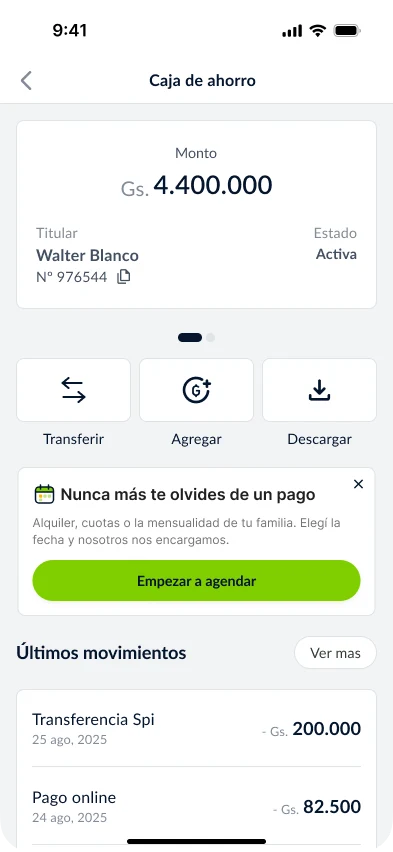 9:41
Caja de ahorro
Monto
Gs. 4.400.000
Titular
Estado
Walter Blanco
Activa
Nº 976544
Transferir
Agregar
Descargar
Nunca más te olvides de un pago
Alquiler, cuotas o la mensualidad de tu familia. Elegí la
fecha y nosotros nos encargamos.
Empezar a agendar
Últimos movimientos
Ver mas
Transferencia Spi
25 ago, 2025
- Gs. 200.000
Pago online
24 ago, 2025
- Gs. 82.500